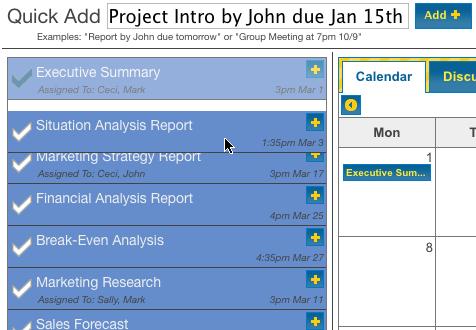 Quick Add Project Intro by John due Jan 15th Add +
Examples: "Report by John due tomorrow" or "Group Meeting at 7pm 10/9"
Executive Summary +
Assigned To: Ceci, Mark 3pm Mar 1
Situation Analysis Report +
1:35pm Mar 3
Marketing Strategy Report +
Assigned To: Ceci, John 3pm Mar 17
Financial Analysis Report +
4pm Mar 25
Break-Even Analysis +
4:35pm Mar 27
Marketing Research +
Assigned To: Sally, Mark 3pm Mar 11
Sales Forecast +
Calendar Discu
Mon T
1
Executive Sum...
8